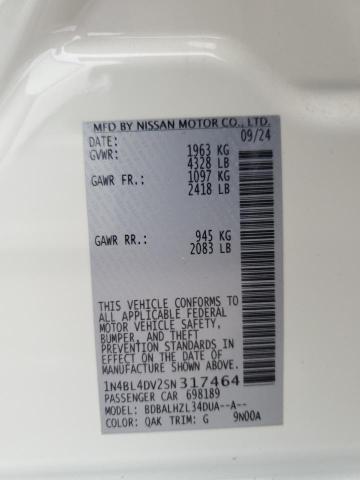 MFD BY NISSAN MOTOR CO., LTD.
DATE: 09/24
GVWR: 1963 KG
4328 LB
GAWR FR.: 1097 KG
2418 LB
GAWR RR.: 945 KG
2083 LB
THIS VEHICLE CONFORMS TO
ALL APPLICABLE FEDERAL
MOTOR VEHICLE SAFETY,
BUMPER, AND THEFT
PREVENTION STANDARDS
IN EFFECT ON THE DATE OF
MANUFACTURE SHOWN ABOVE.
1N4BL4DV2SN317464
PASSENGER CAR 698189
MODEL: BDBALHZL34DUA--A--
COLOR: QAK TRIM: G 9N00A